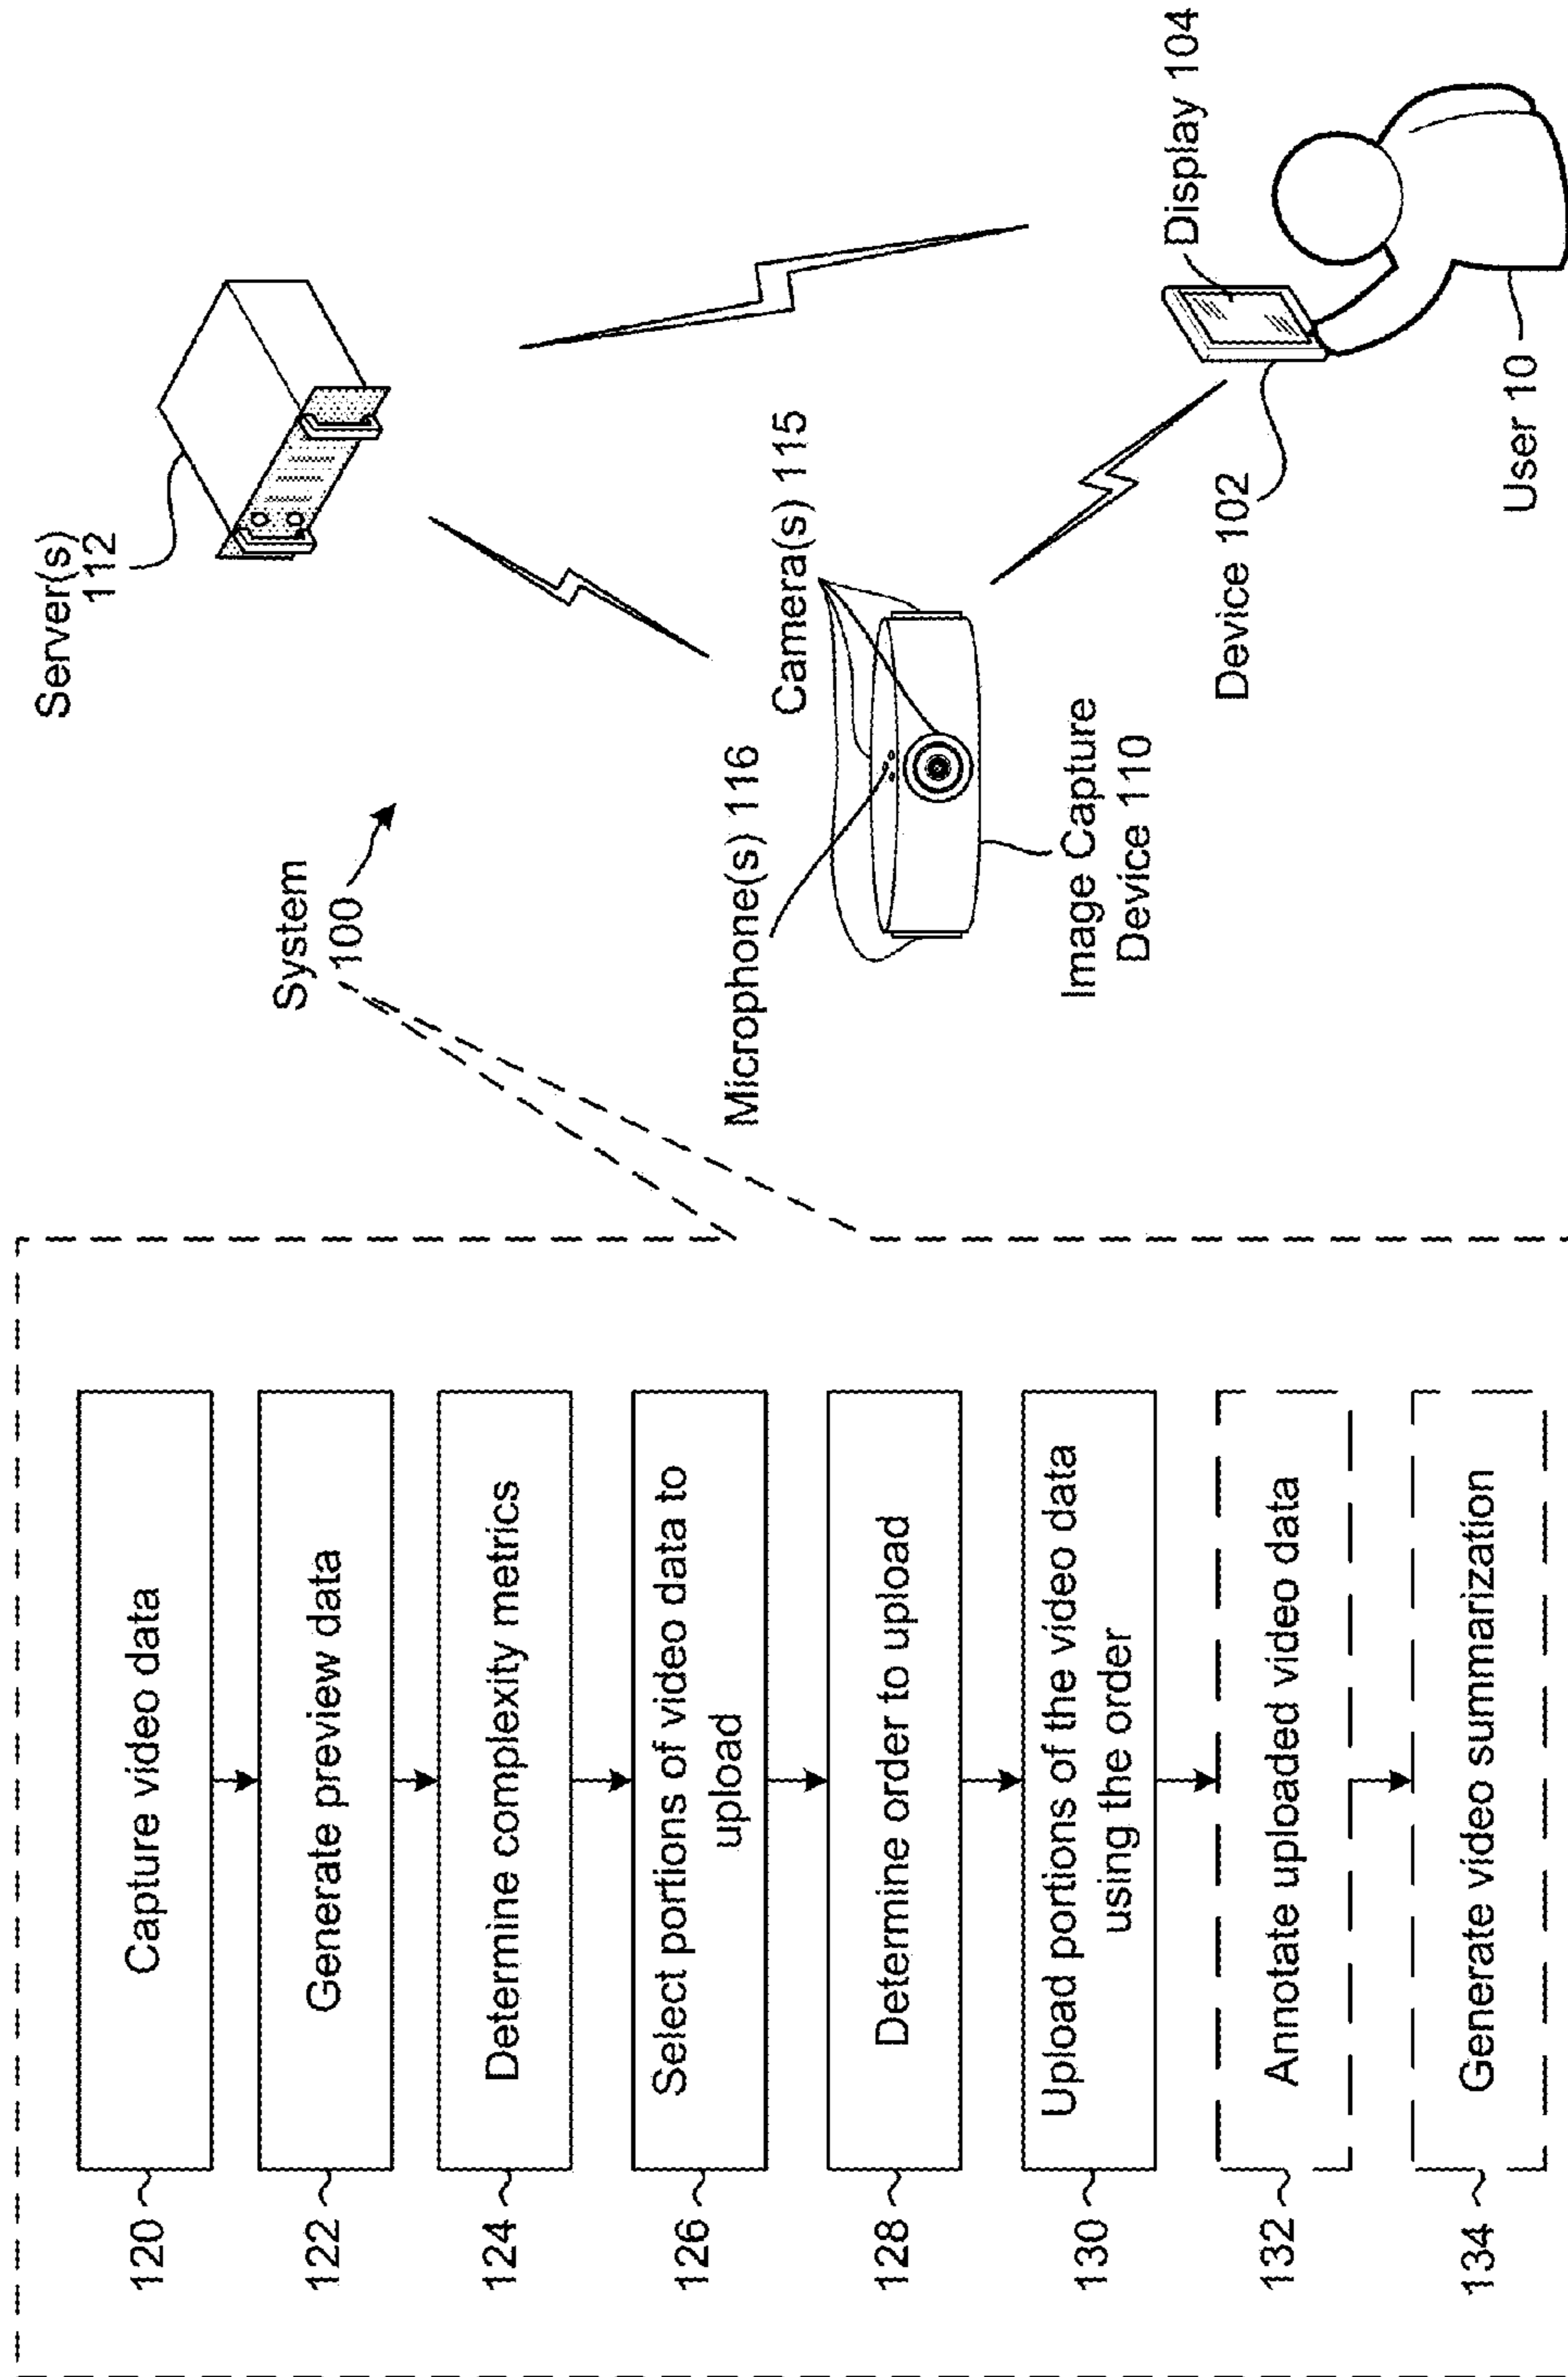 120
Capture video data
122
Generate preview data
124
Determine complexity metrics
126
Select portions of video data to
upload
128
Determine order to upload
130
Upload portions of the video data
using the order
132
Annotate uploaded video data
134
Generate video summarization
System
100
Server(s)
112
Microphone(s) 116
Camera(s) 115
Image Capture
Device 110
Device 102
Display 104
User 10